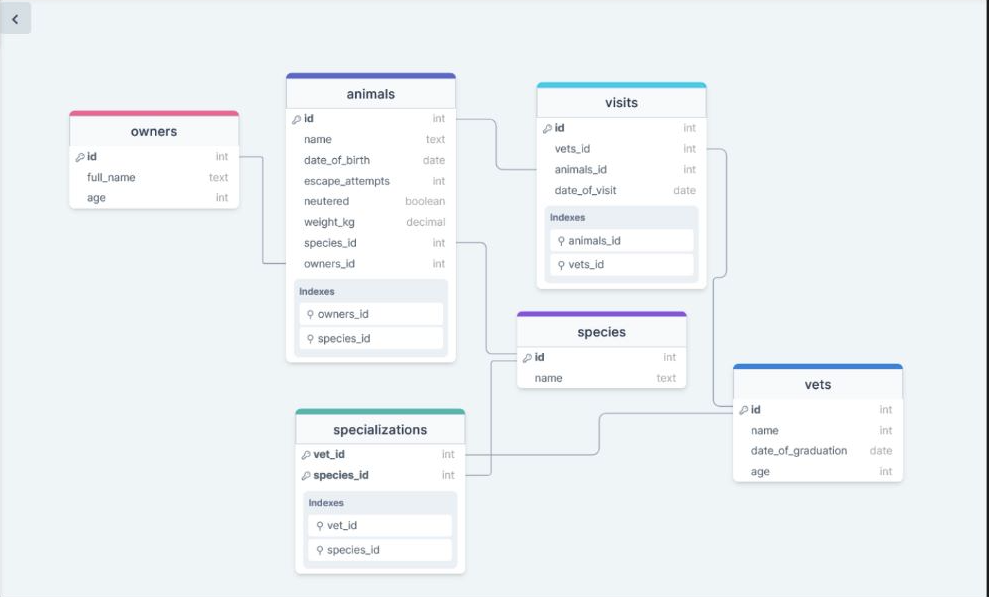 owners
id int
full_name text
age int
animals
id int
name text
date_of_birth date
escape_attempts int
neutered boolean
weight_kg decimal
species_id int
owners_id int
Indexes
owners_id
species_id
visits
id int
vets_id int
animals_id int
date_of_visit date
Indexes
animals_id
vets_id
species
id int
name text
vets
id int
name int
date_of_graduation date
age int
specializations
vet_id int
species_id int
Indexes
vet_id
species_id